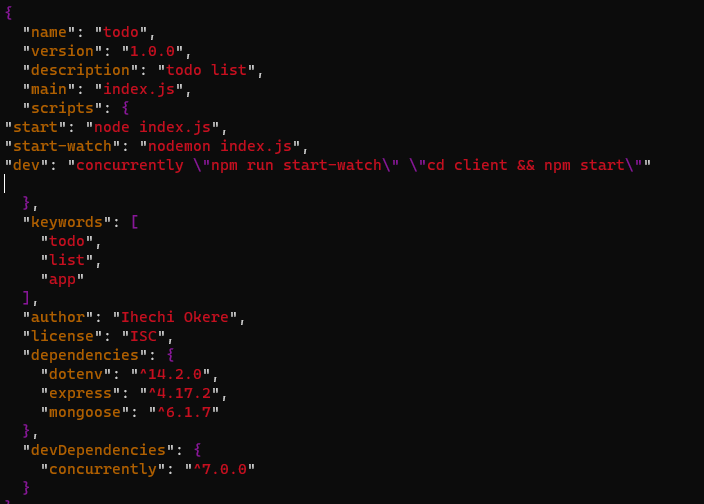 {
  "name": "todo",
  "version": "1.0.0",
  "description": "todo list",
  "main": "index.js",
  "scripts": {
"start": "node index.js",
"start-watch": "nodemon index.js",
"dev": "concurrently \"npm run start-watch\" \"cd client && npm start\""
  },
  "keywords": [
    "todo",
    "list",
    "app"
  ],
  "author": "Ihechi Okere",
  "license": "ISC",
  "dependencies": {
    "dotenv": "^14.2.0",
    "express": "^4.17.2",
    "mongoose": "^6.1.7"
  },
  "devDependencies": {
    "concurrently": "^7.0.0"
  }
}